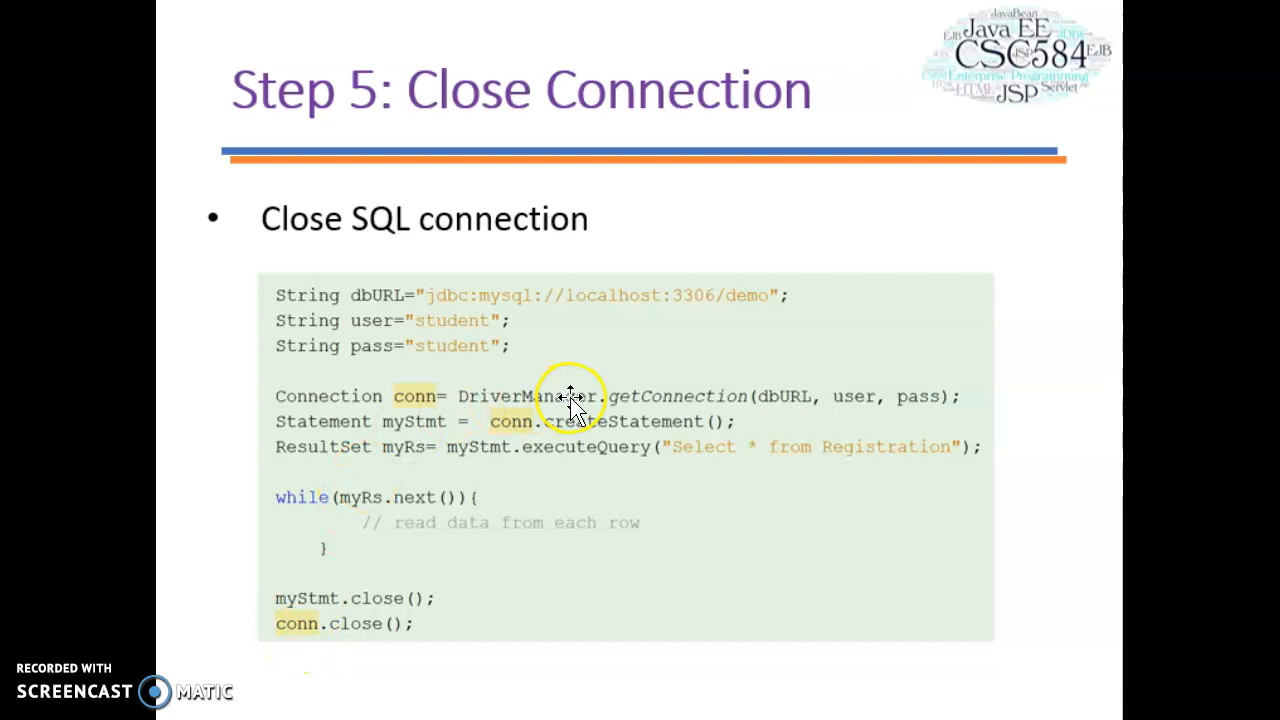 Step 5: Close Connection
JavaBean
EJB
Java EE
JDBC
CSC584
JSP
EJB
Enterprise Programming
HTML
Servlet
JSP
• Close SQL connection
String dbURL="jdbc:mysql://localhost:3306/demo";
String user="student";
String pass="student";
Connection conn= DriverManager.getConnection(dbURL, user, pass);
Statement myStmt = conn.createStatement();
ResultSet myRs= myStmt.executeQuery("Select * from Registration");
while(myRs.next()){
// read data from each row
}
myStmt.close();
conn.close();
RECORDED WITH
SCREENCAST MATIC